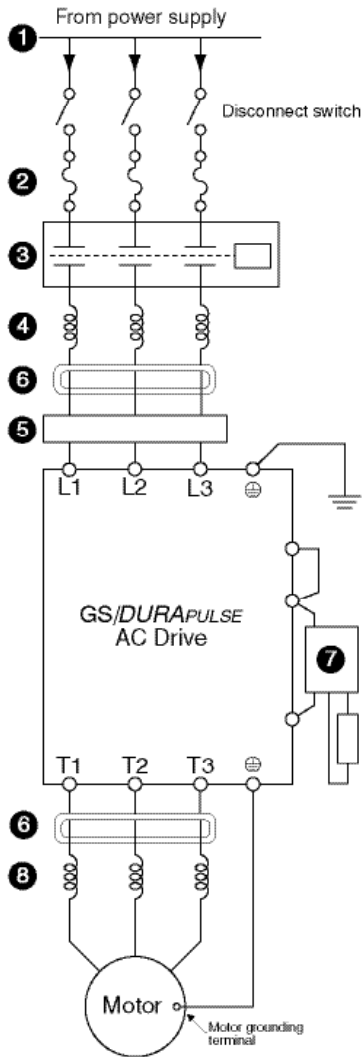 From power supply
1
Disconnect switch
2
3
4
6
5
L1 L2 L3
GS/DURAPULSE
AC Drive
7
T1 T2 T3
6
8
Motor
Motor grounding
terminal